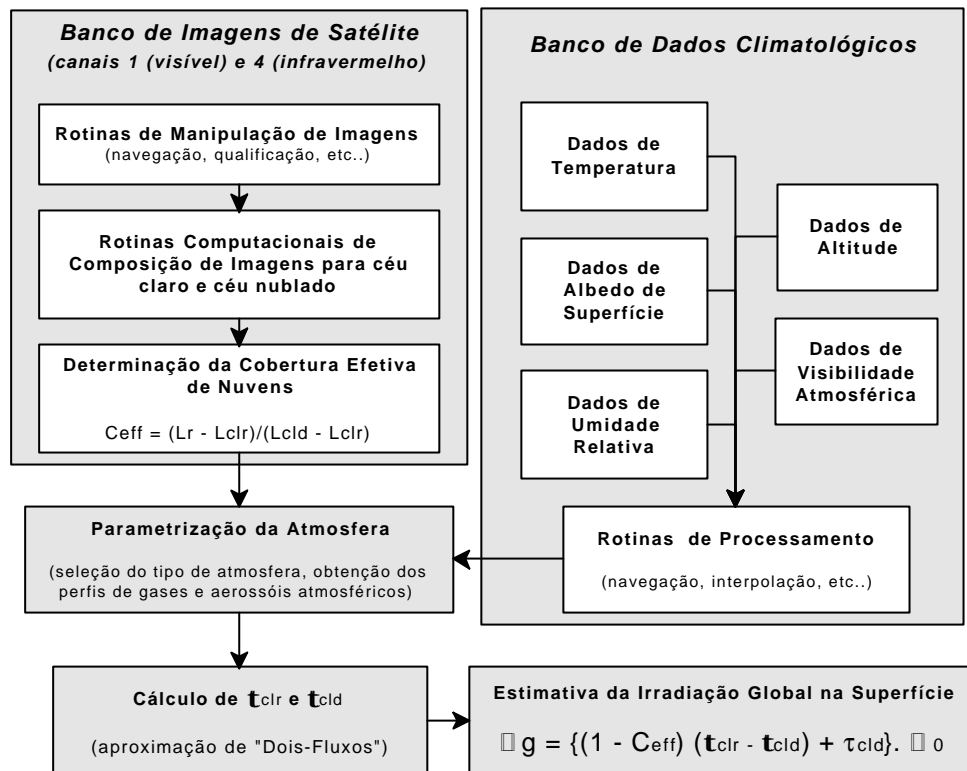 Banco de Imagens de Satélite
(canais 1 (visível) e 4 (infravermelho)
Rotinas de Manipulação de Imagens
(navegação, qualificação, etc..)
Rotinas Computacionais de
Composição de Imagens para céu
claro e céu nublado
Determinação da Cobertura Efetiva
de Nuvens
Ceff = (Lr - Lclr)/(Lcld - Lclr)
Banco de Dados Climatológicos
Dados de
Temperatura
Dados de
Altitude
Dados de
Albedo de
Superfície
Dados de
Visibilidade
Atmosférica
Dados de
Umidade
Relativa
Rotinas de Processamento
(navegação, interpolação, etc..)
Parametrização da Atmosfera
(seleção do tipo de atmosfera, obtenção dos
perfis de gases e aerossóis atmosféricos)
Cálculo de tclr e tcld
(aproximação de "Dois-Fluxos")
Estimativa da Irradiação Global na Superfície
□ g = {(1 - Ceff) (tclr - tcld) + τcld}. □ 0